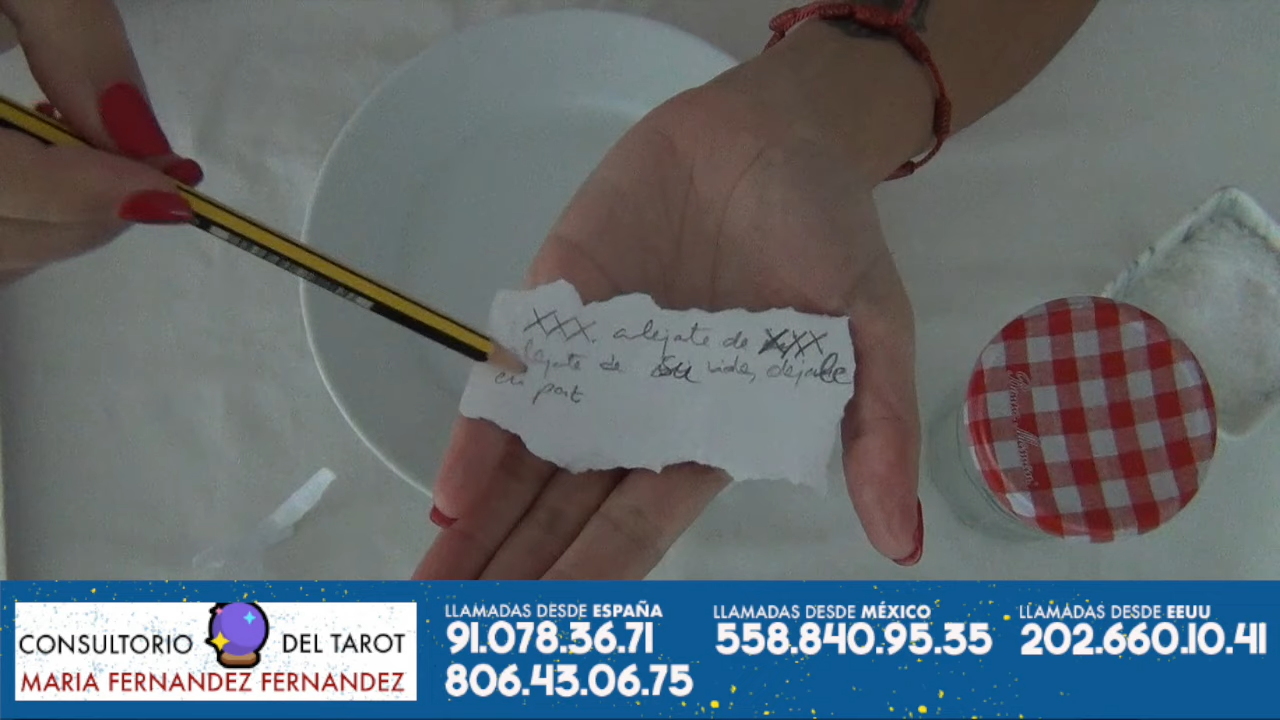 XXX. alejate de XXX
alejate de su vida, dejale
en paz
CONSULTORIO DEL TAROT
MARIA FERNANDEZ FERNANDEZ
LLAMADAS DESDE ESPAÑA
91.078.36.71
806.43.06.75
LLAMADAS DESDE MÉXICO
558.840.95.35
LLAMADAS DESDE EEUU
202.660.10.41